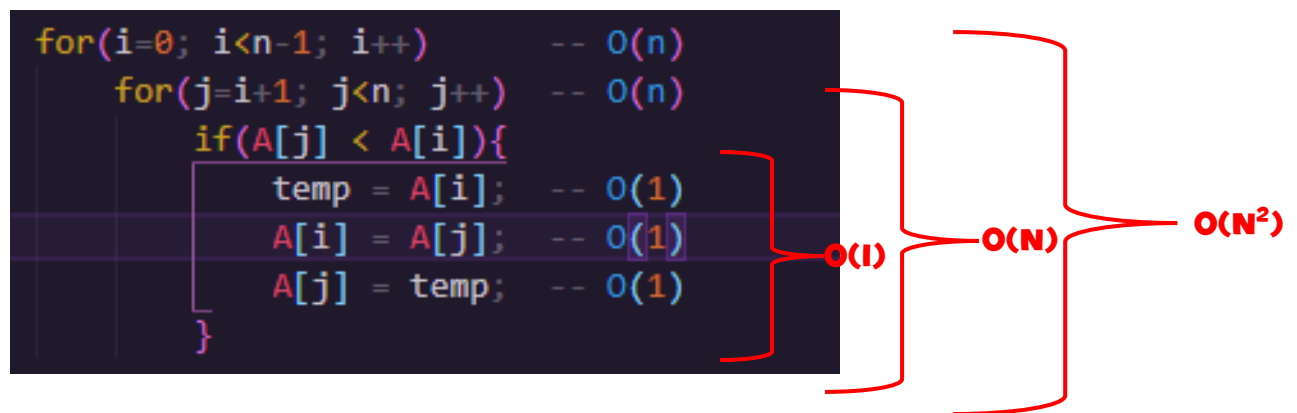 for(i=0; i<n-1; i++) -- O(n)
for(j=i+1; j<n; j++) -- O(n)
if(A[j] < A[i]){
temp = A[i]; -- O(1)
A[i] = A[j]; -- O(1)
A[j] = temp; -- O(1)
}
O(1)
O(N)
O(N²)